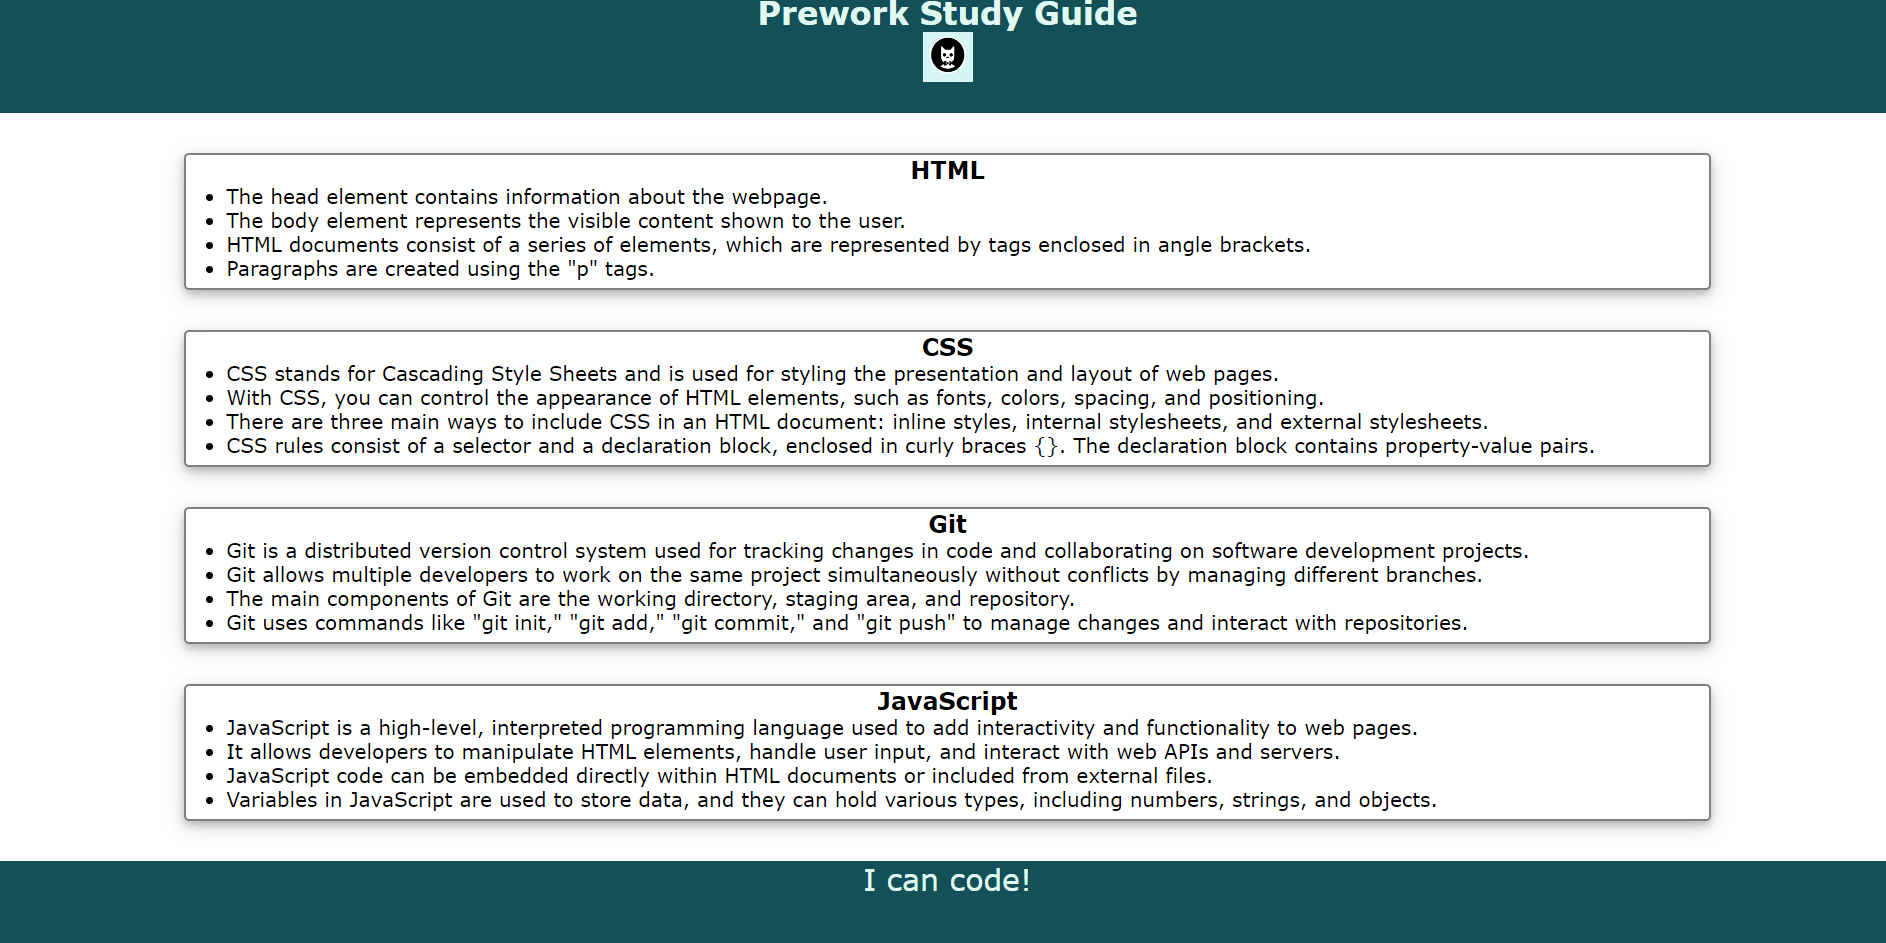 Prework Study Guide
HTML
• The head element contains information about the webpage.
• The body element represents the visible content shown to the user.
• HTML documents consist of a series of elements, which are represented by tags enclosed in angle brackets.
• Paragraphs are created using the "p" tags.
CSS
• CSS stands for Cascading Style Sheets and is used for styling the presentation and layout of web pages.
• With CSS, you can control the appearance of HTML elements, such as fonts, colors, spacing, and positioning.
• There are three main ways to include CSS in an HTML document: inline styles, internal stylesheets, and external stylesheets.
• CSS rules consist of a selector and a declaration block, enclosed in curly braces {}. The declaration block contains property-value pairs.
Git
• Git is a distributed version control system used for tracking changes in code and collaborating on software development projects.
• Git allows multiple developers to work on the same project simultaneously without conflicts by managing different branches.
• The main components of Git are the working directory, staging area, and repository.
• Git uses commands like "git init," "git add," "git commit," and "git push" to manage changes and interact with repositories.
JavaScript
• JavaScript is a high-level, interpreted programming language used to add interactivity and functionality to web pages.
• It allows developers to manipulate HTML elements, handle user input, and interact with web APIs and servers.
• JavaScript code can be embedded directly within HTML documents or included from external files.
• Variables in JavaScript are used to store data, and they can hold various types, including numbers, strings, and objects.
I can code!